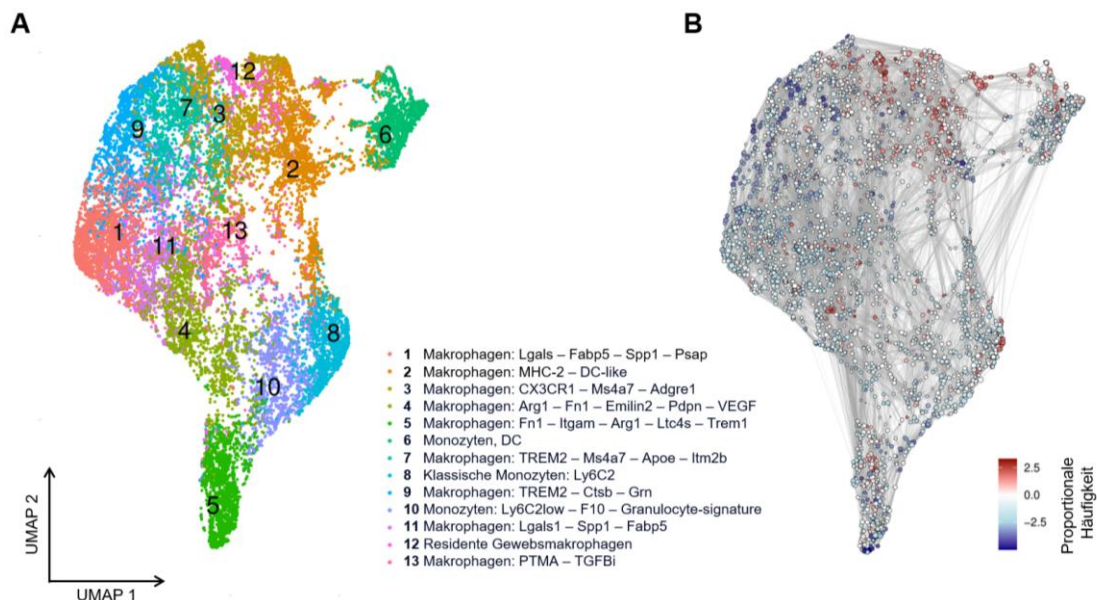 A
B
12
7
3
9
6
2
1
11
13
4
8
10
5
1 Makrophagen: Lgals – Fabp5 – Spp1 – Psap
2 Makrophagen: MHC-2 – DC-like
3 Makrophagen: CX3CR1 – Ms4a7 – Adgre1
4 Makrophagen: Arg1 – Fn1 – Emilin2 – Pdpn – VEGF
5 Makrophagen: Fn1 – Itgam – Arg1 – Ltc4s – Trem1
6 Monozyten, DC
7 Makrophagen: TREM2 – Ms4a7 – Apoe – Itm2b
8 Klassische Monozyten: Ly6C2
9 Makrophagen: TREM2 – Ctsb – Grn
10 Monozyten: Ly6C2low – F10 – Granulocyte-signature
11 Makrophagen: Lgals1 – Spp1 – Fabp5
12 Residente Gewebsmakrophagen
13 Makrophagen: PTMA – TGFBi
UMAP 2
UMAP 1
2.5
0.0
−2.5
Proportionale
Häufigkeit